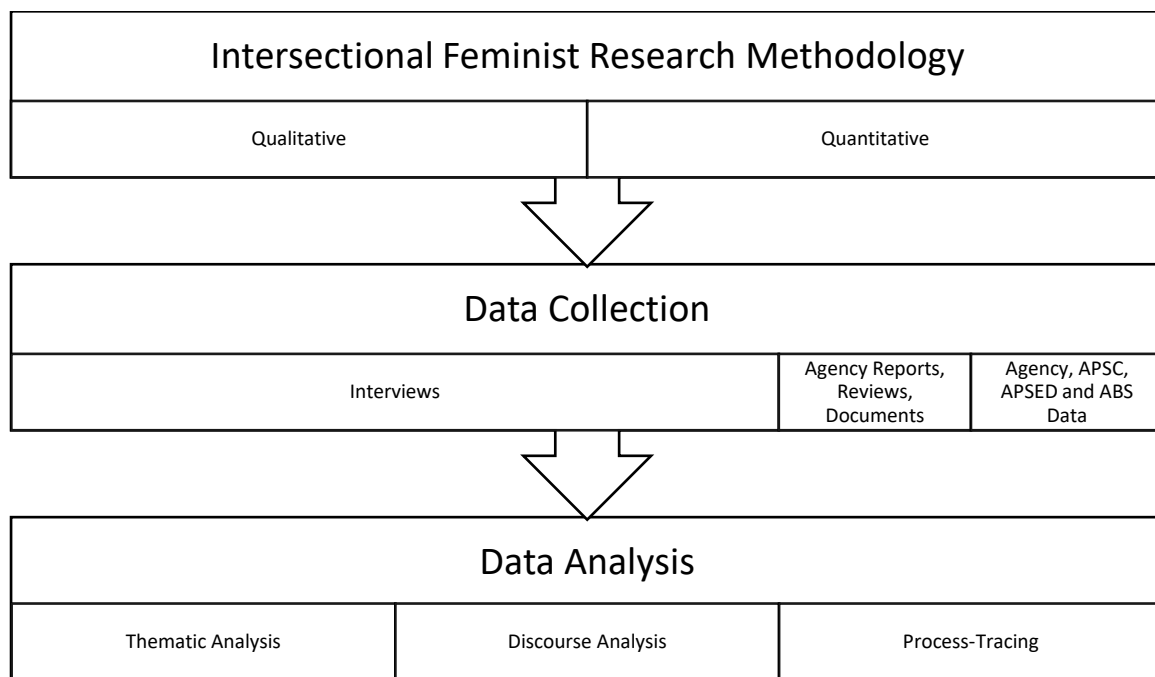 Intersectional Feminist Research Methodology
Qualitative
Quantitative
Data Collection
Interviews
Agency Reports,
Reviews,
Documents
Agency, APSC,
APSED and ABS
Data
Data Analysis
Thematic Analysis
Discourse Analysis
Process-Tracing